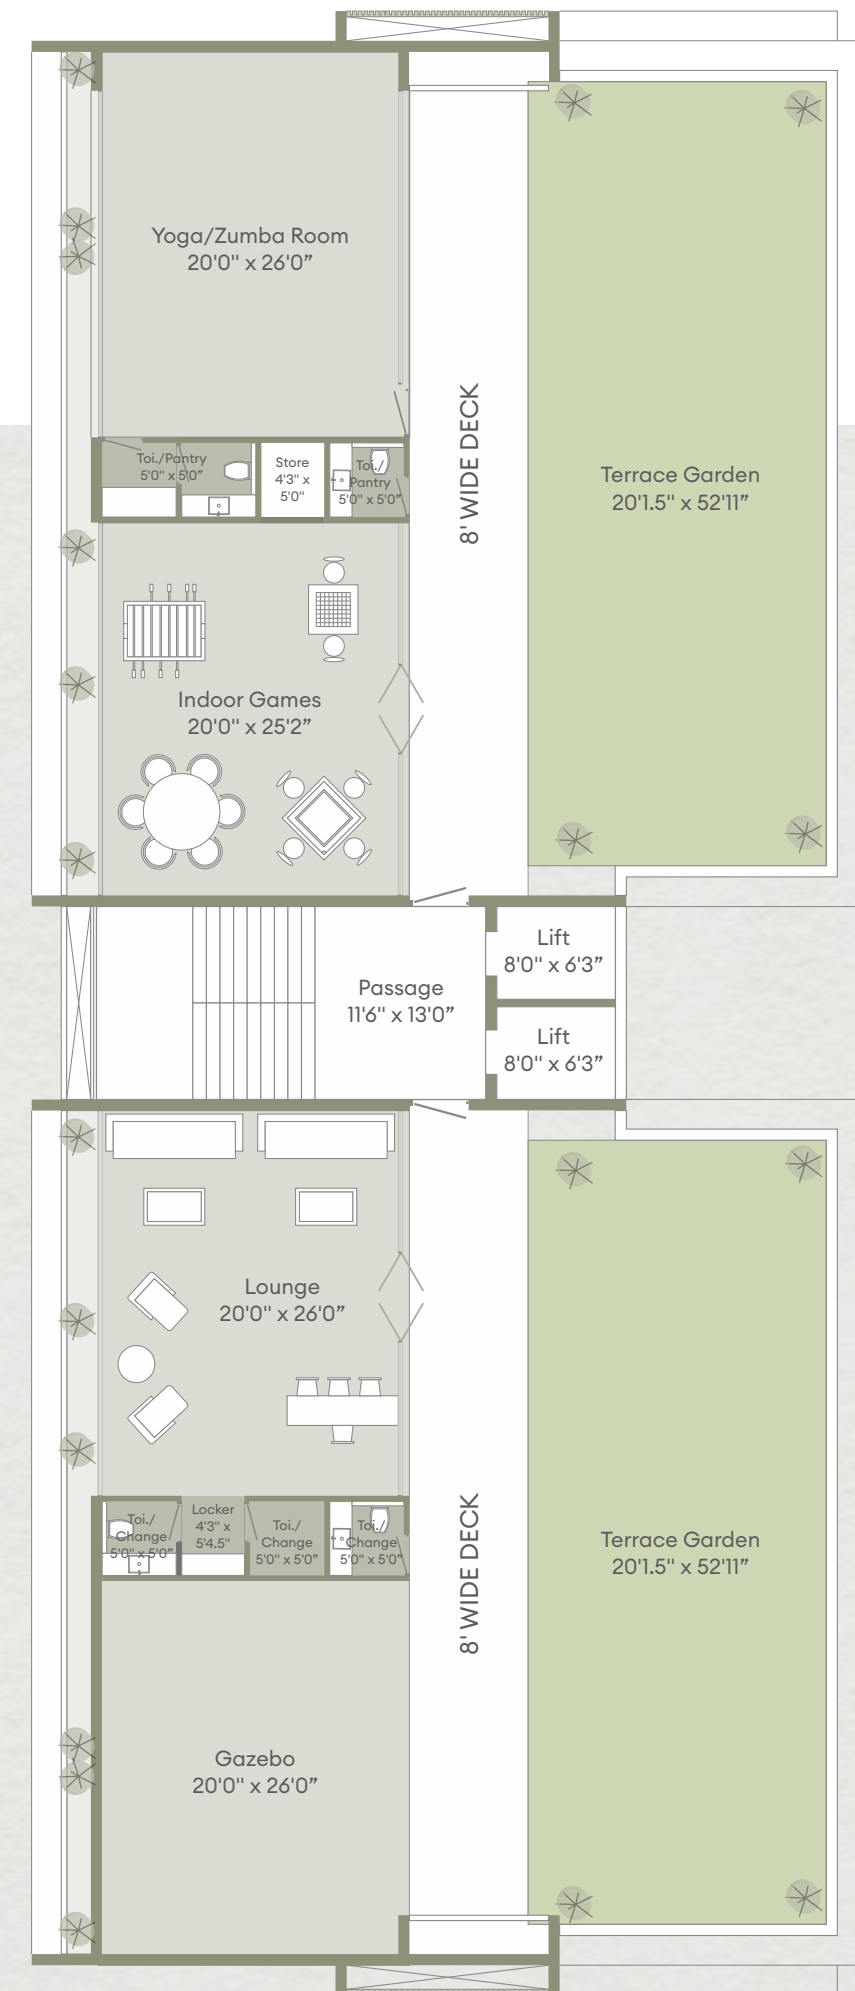 Yoga/Zumba Room
20'0" x 26'0”
8' WIDE DECK
Terrace Garden
20'1.5" x 52'11”
Toi./Pantry
5'0" x 5'0”
Store
4'3" x
5'0"
Toi./
Pantry
5'0" x 5'0”
Indoor Games
20'0" x 25'2”
Lift
8'0" x 6'3”
Passage
11'6" x 13'0”
Lift
8'0" x 6'3”
Lounge
20'0" x 26'0”
Toi./
Change
5'0" x 5'0”
Locker
4'3" x
5'4.5"
Toi./
Change
5'0" x 5'0”
Toi./
Change
5'0" x 5'0”
8' WIDE DECK
Terrace Garden
20'1.5" x 52'11”
Gazebo
20'0" x 26'0”